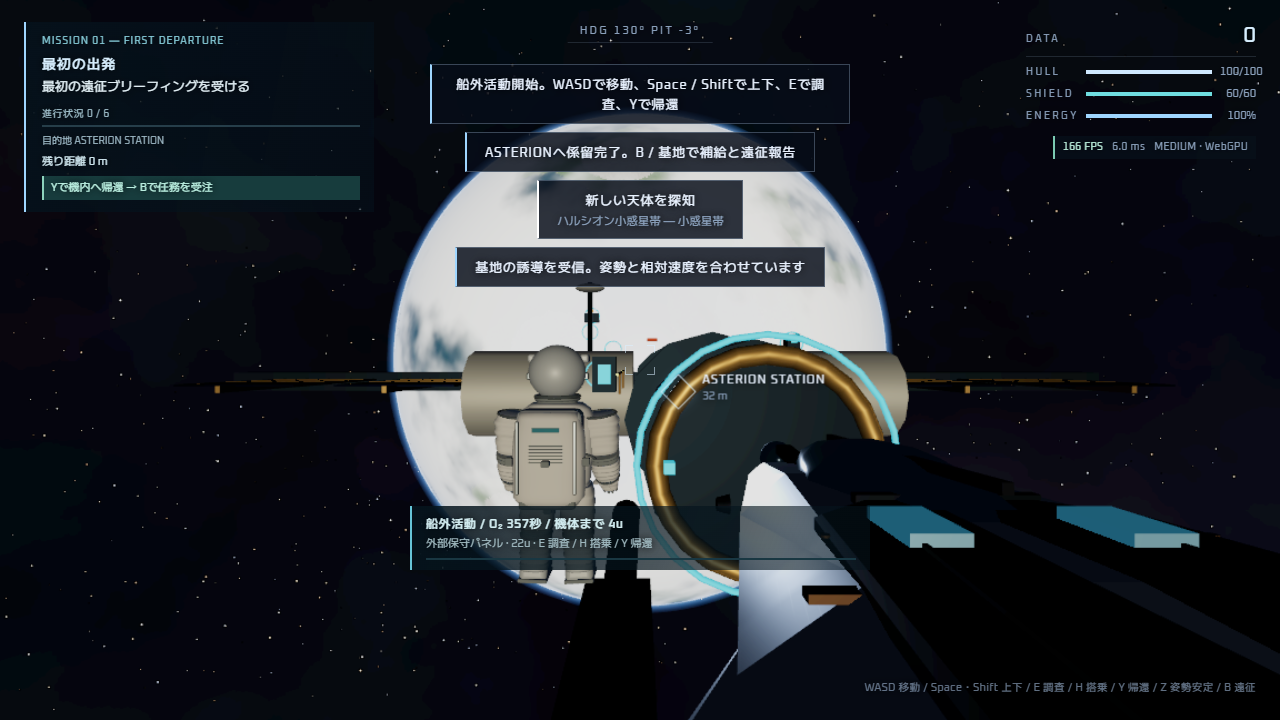 MISSION 01 — FIRST DEPARTURE
最初の出発
最初の遠征ブリーフィングを受ける
進行状況 0 / 6
目的地 ASTERION STATION
残り距離 0 m
Yで機内へ帰還 → Bで任務を受注
HDG 130° PIT -3°
船外活動開始。WASDで移動、Space / Shiftで上下、Eで調
査、Yで帰還
ASTERIONへ係留完了。B / 基地で補給と遠征報告
新しい天体を探知
ハルシオン小惑星帯 — 小惑星帯
基地の誘導を受信。姿勢と相対速度を合わせています
DATA 0
HULL 100/100
SHIELD 60/60
ENERGY 100%
166 FPS 6.0 ms MEDIUM · WebGPU
ASTERION STATION
32 m
船外活動 / O₂ 357秒 / 機体まで 4u
外部保守パネル · 22u · E 調査 / H 搭乗 / Y 帰還
WASD 移動 / Space · Shift 上下 / E 調査 / H 搭乗 / Y 帰還 / Z 姿勢安定 / B 遠征